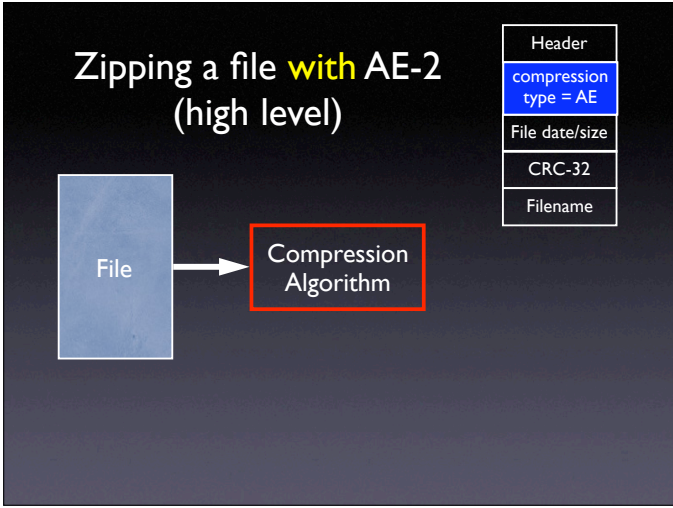 Zipping a file with AE-2
(high level)
Header
compression
type = AE
File date/size
CRC-32
Filename
File
Compression
Algorithm